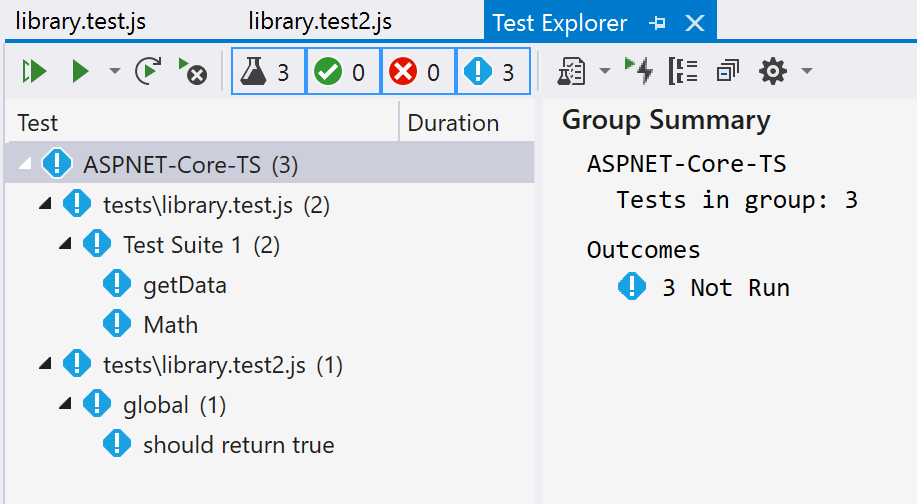 library.test.js library.test2.js Test Explorer
3 0 0 3
Test Duration
ASPNET-Core-TS (3)
tests\library.test.js (2)
Test Suite 1 (2)
getData
Math
tests\library.test2.js (1)
global (1)
should return true
Group Summary
ASPNET-Core-TS
Tests in group: 3
Outcomes
3 Not Run